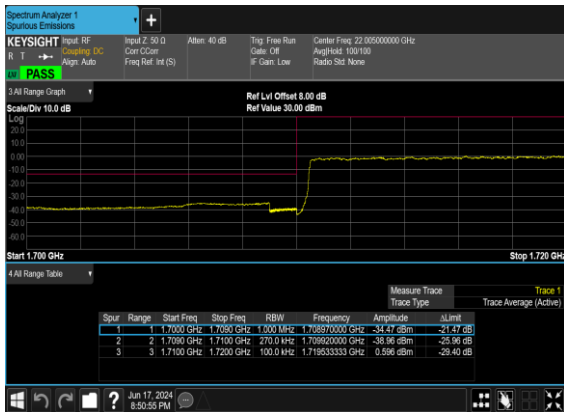 Spectrum Analyzer 1
Spurious Emissions
KEYSIGHT
R T
PASS
Input: RF
Coupling: DC
Align: Auto
Input Z: 50 Ω
Corr CCorr
Freq Ref: Int (S)
Atten: 40 dB
Trig: Free Run
Gate: Off
IF Gain: Low
Center Freq: 22.005000000 GHz
Avg|Hold: 100/100
Radio Std: None
3 All Range Graph
Scale/Div 10.0 dB
Ref Lvl Offset 8.00 dB
Ref Value 30.00 dBm
Log
20.0
10.0
0.00
-10.0
-20.0
-30.0
-40.0
-50.0
-60.0
Start 1.700 GHz
Stop 1.720 GHz
4 All Range Table
Measure Trace Trace 1
Trace Type Trace Average (Active)
Spur Range Start Freq Stop Freq RBW Frequency Amplitude ΔLimit
1 1 1.7000 GHz 1.7090 GHz 1.000 MHz 1.708970000 GHz -34.47 dBm -21.47 dB
2 2 1.7090 GHz 1.7100 GHz 270.0 kHz 1.709920000 GHz -38.96 dBm -25.96 dB
3 3 1.7100 GHz 1.7200 GHz 100.0 kHz 1.719533333 GHz 0.596 dBm -29.40 dB
Jun 17, 2024
8:50:55 PM